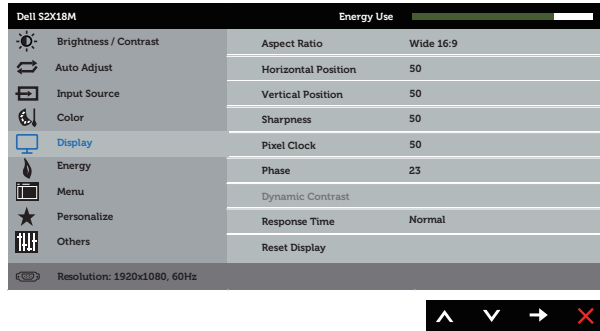 Dell S2X18M Energy Use
Brightness / Contrast
Auto Adjust
Input Source
Color
Display
Energy
Menu
Personalize
Others
Aspect Ratio Wide 16:9
Horizontal Position 50
Vertical Position 50
Sharpness 50
Pixel Clock 50
Phase 23
Dynamic Contrast
Response Time Normal
Reset Display
Resolution: 1920x1080, 60Hz